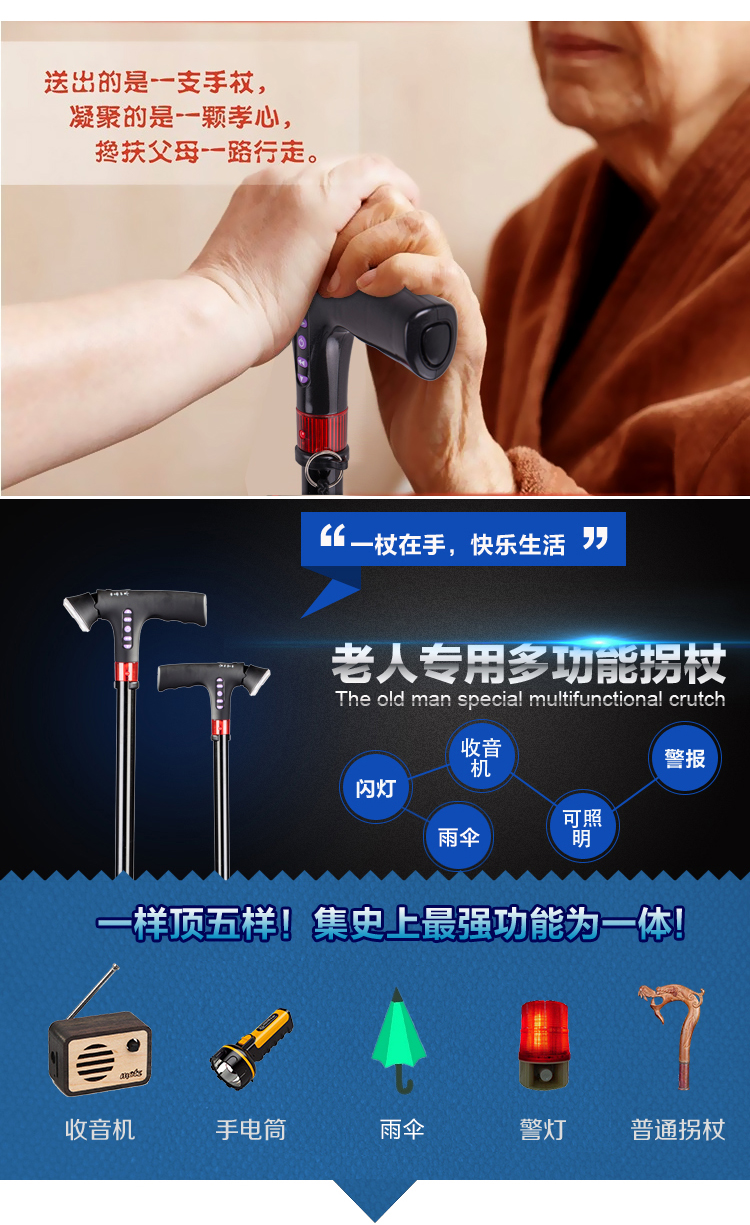 送出的是一支手杖，
凝聚的是一颗孝心，
搀扶父母一路行走。
“一杖在手，快乐生活”
老人专用多功能拐杖
The old man special multifunctional crutch
闪灯
收音
机
雨伞
可照
明
警报
一样顶五样！集史上最强功能为一体!
收音机
手电筒
雨伞
警灯
普通拐杖